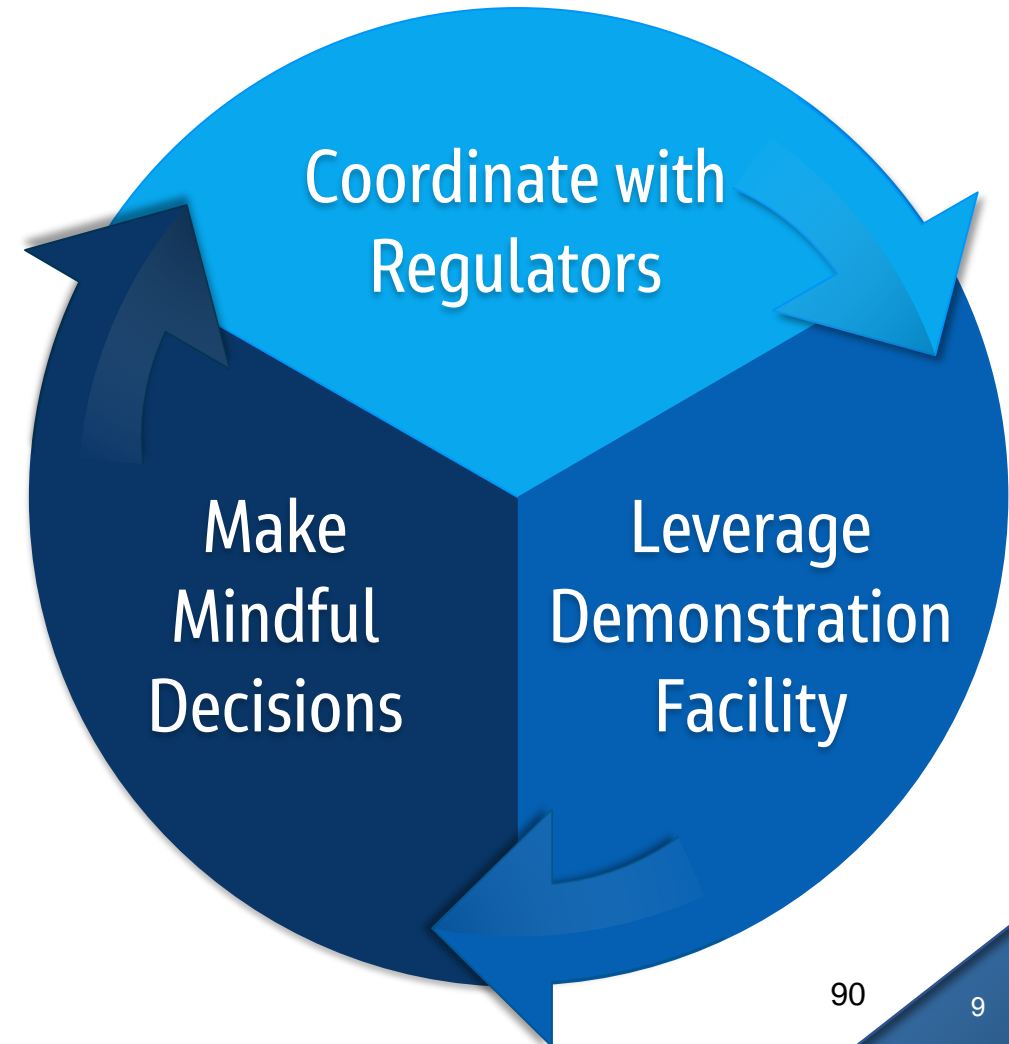 Coordinate with
Regulators
Make
Mindful
Decisions
Leverage
Demonstration
Facility
90
9